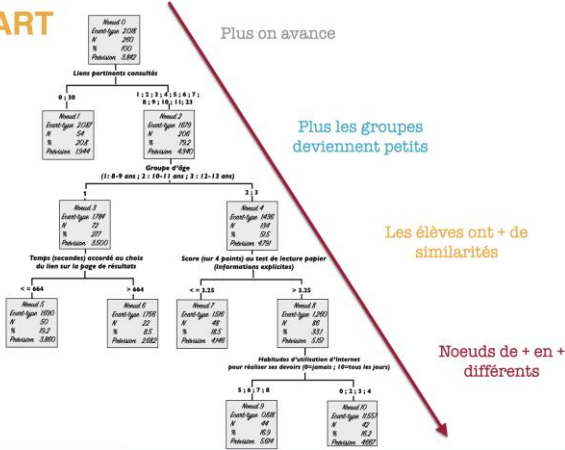 ART
Plus on avance
Plus les groupes
deviennent petits
Les élèves ont + de
similarités
Noeuds de + en +
différents
Noeud 0
Ecart-type 2.018
N 260
% 100
Prévision 3.842
Liens pertinents consultés
0 ; 30
1 ; 2 ; 3 ; 4 ; 5 ; 6 ; 7 ;
8 ; 9 ; 10 ; 11; 23
Noeud 1
Ecart-type 2.087
N 54
% 20.8
Prévision 1.944
Noeud 2
Ecart-type 1.679
N 206
% 79.2
Prévision 4.340
Groupe d'âge
(1: 8-9 ans ; 2 : 10-11 ans ; 3 : 12-13 ans)
1
2 ; 3
Noeud 3
Ecart-type 1.784
N 72
% 27.7
Prévision 3.500
Noeud 4
Ecart-type 1.436
N 134
% 51.5
Prévision 4.791
Temps (secondes) accordé au choix
du lien sur la page de résultats
Score (sur 4 points) au test de lecture papier
(Informations explicites)
<= 664
> 664
<= 3.25
> 3.25
Noeud 5
Ecart-type 1.690
N 50
% 19.2
Prévision 3.860
Noeud 6
Ecart-type 1.756
N 22
% 8.5
Prévision 2.682
Noeud 7
Ecart-type 1.516
N 48
% 18.5
Prévision 4.146
Noeud 8
Ecart-type 1.260
N 86
% 33.1
Prévision 5.151
Habitudes d'utilisation d'Internet
pour réaliser ses devoirs (0=jamais ; 10=tous les jours)
5 ; 6 ; 7 ; 8
0 ; 2 ; 3 ; 4
Noeud 9
Ecart-type 0.618
N 44
% 16.9
Prévision 5.614
Noeud 10
Ecart-type 11.557
N 42
% 16.2
Prévision 4.667